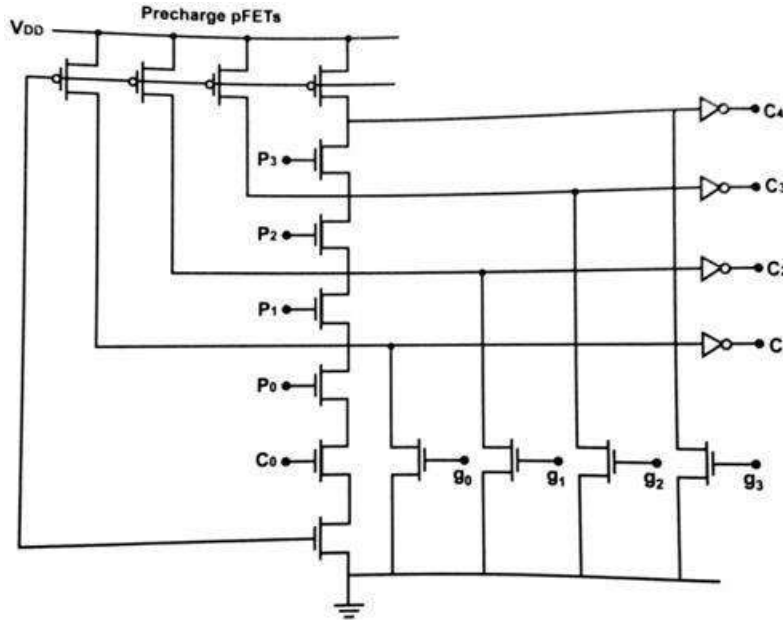 Precharge pFETs
VDD
C4
P3
C3
P2
C2
P1
C
P0
C0
g0
g1
g2
g3